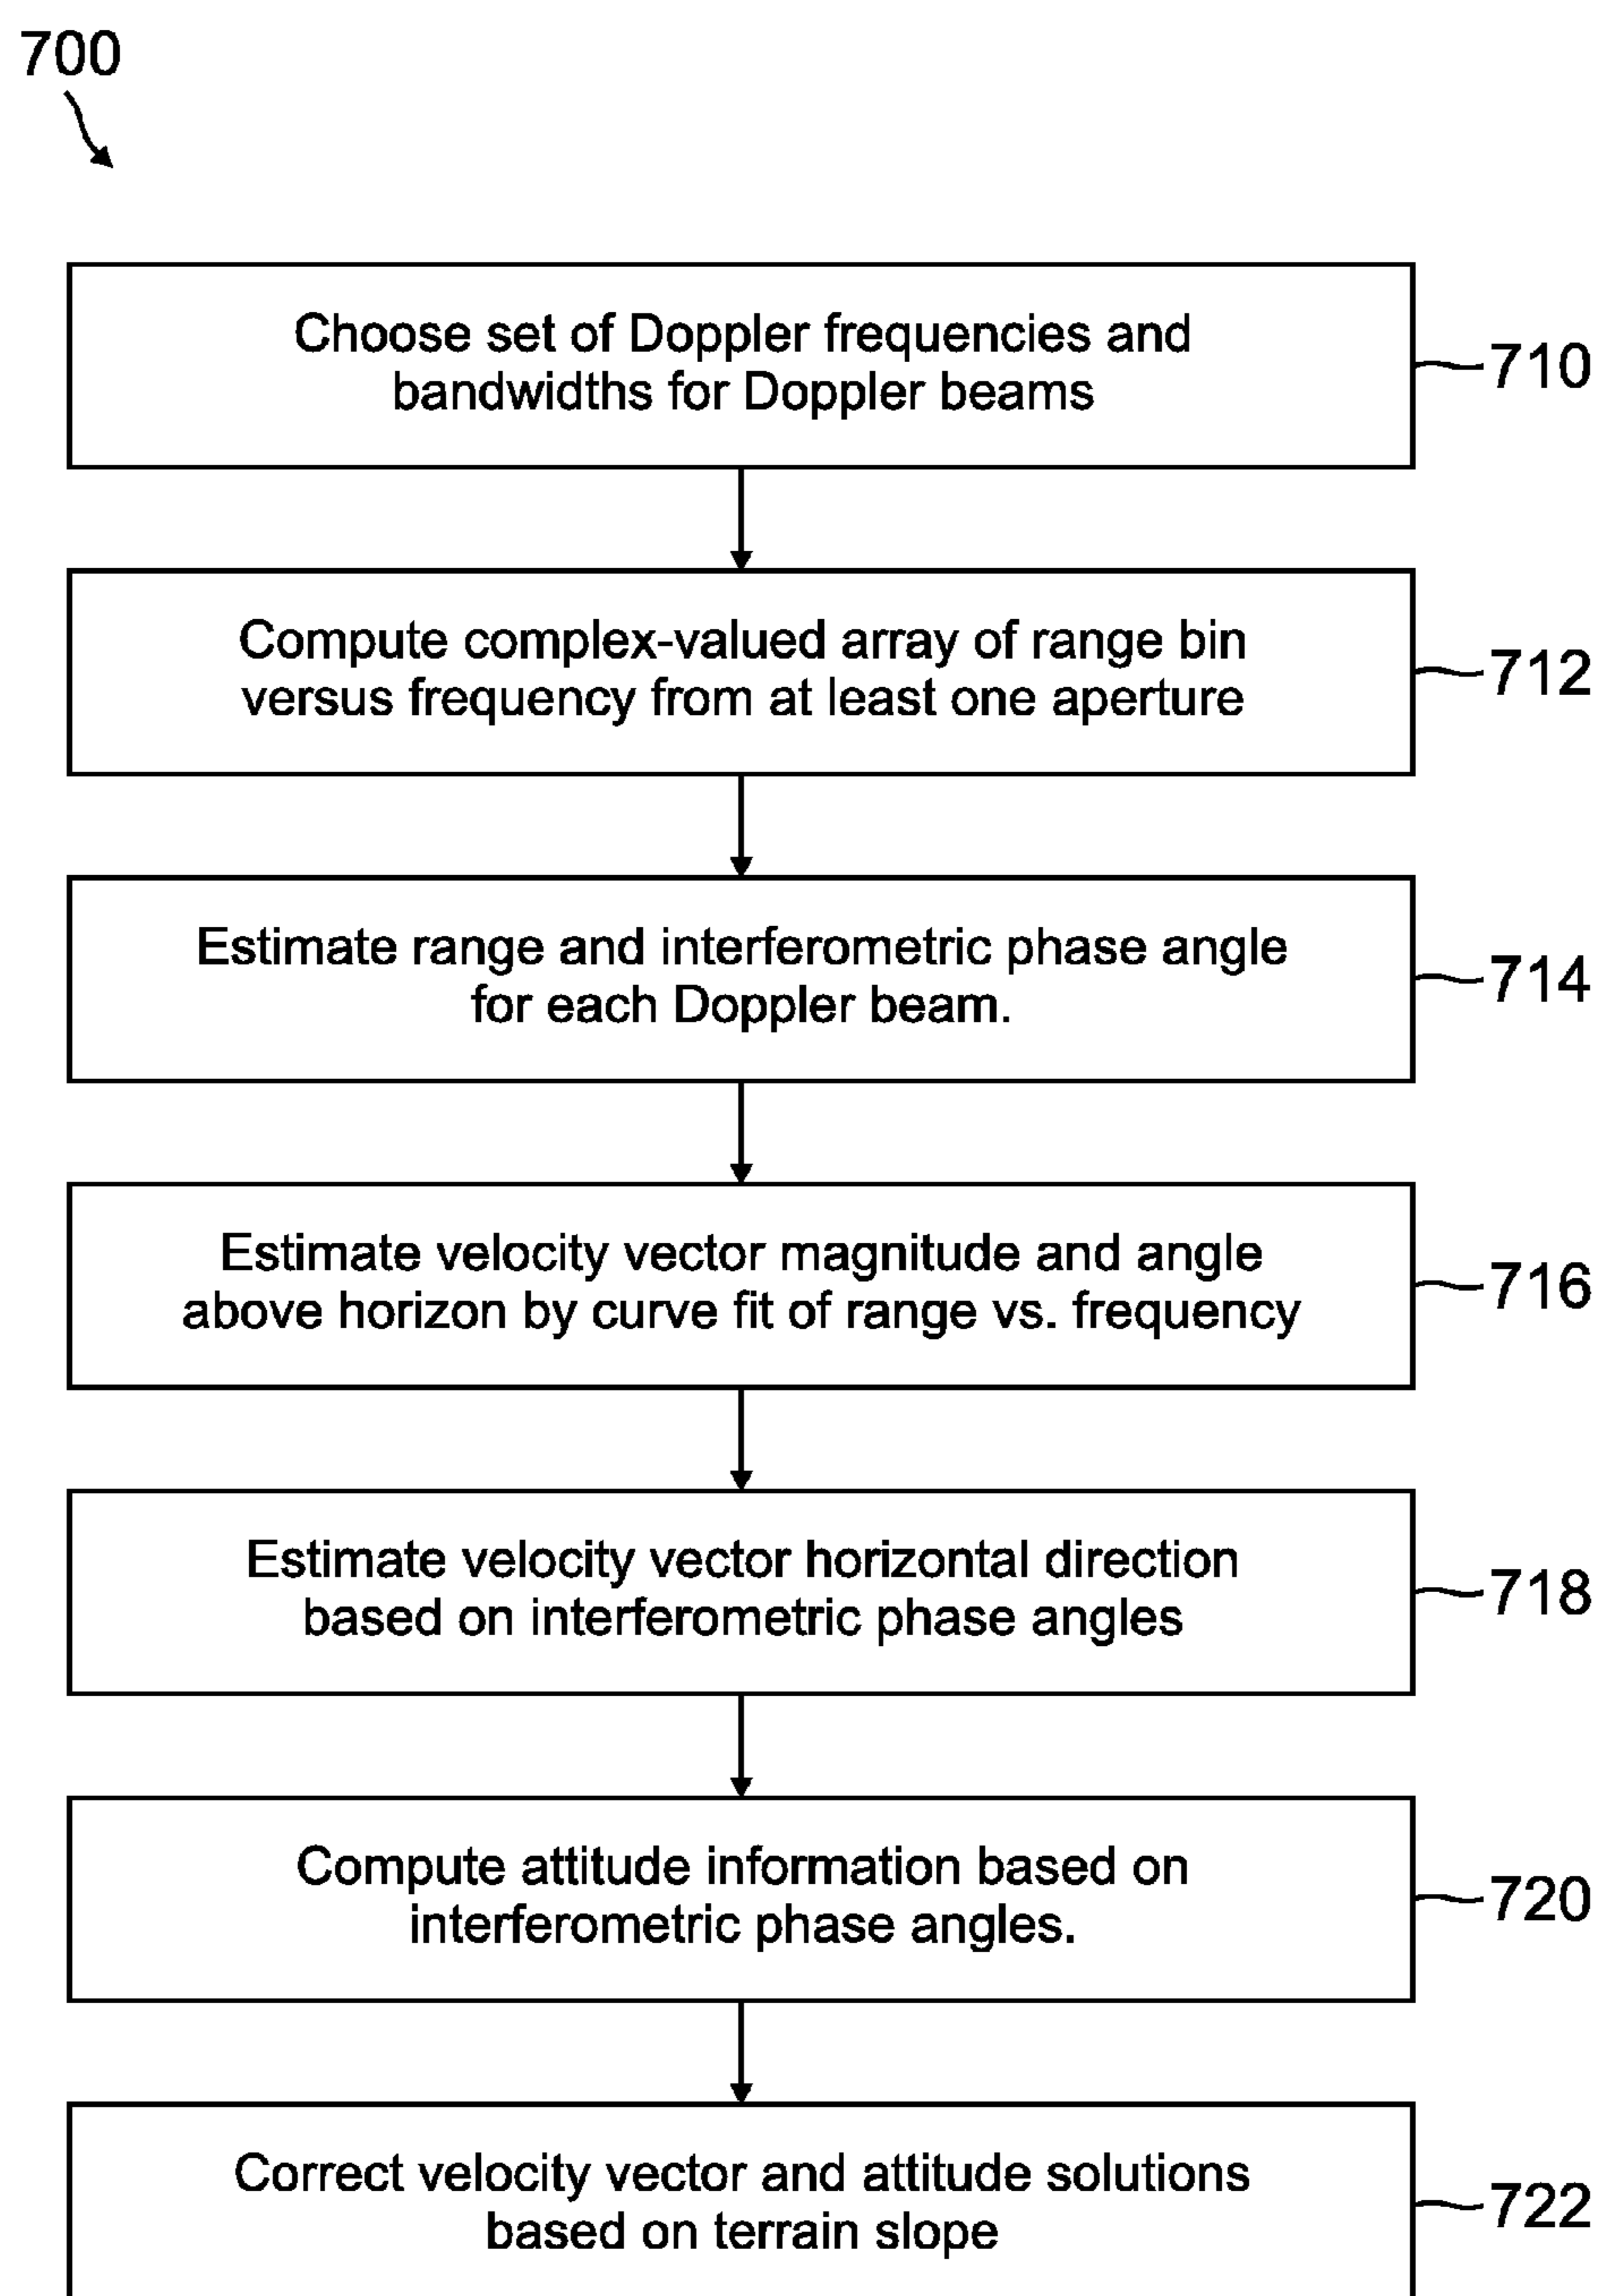 700
Choose set of Doppler frequencies and
bandwidths for Doppler beams
710
Compute complex-valued array of range bin
versus frequency from at least one aperture
712
Estimate range and interferometric phase angle
for each Doppler beam.
714
Estimate velocity vector magnitude and angle
above horizon by curve fit of range vs. frequency
716
Estimate velocity vector horizontal direction
based on interferometric phase angles
718
Compute attitude information based on
interferometric phase angles.
720
Correct velocity vector and attitude solutions
based on terrain slope
722